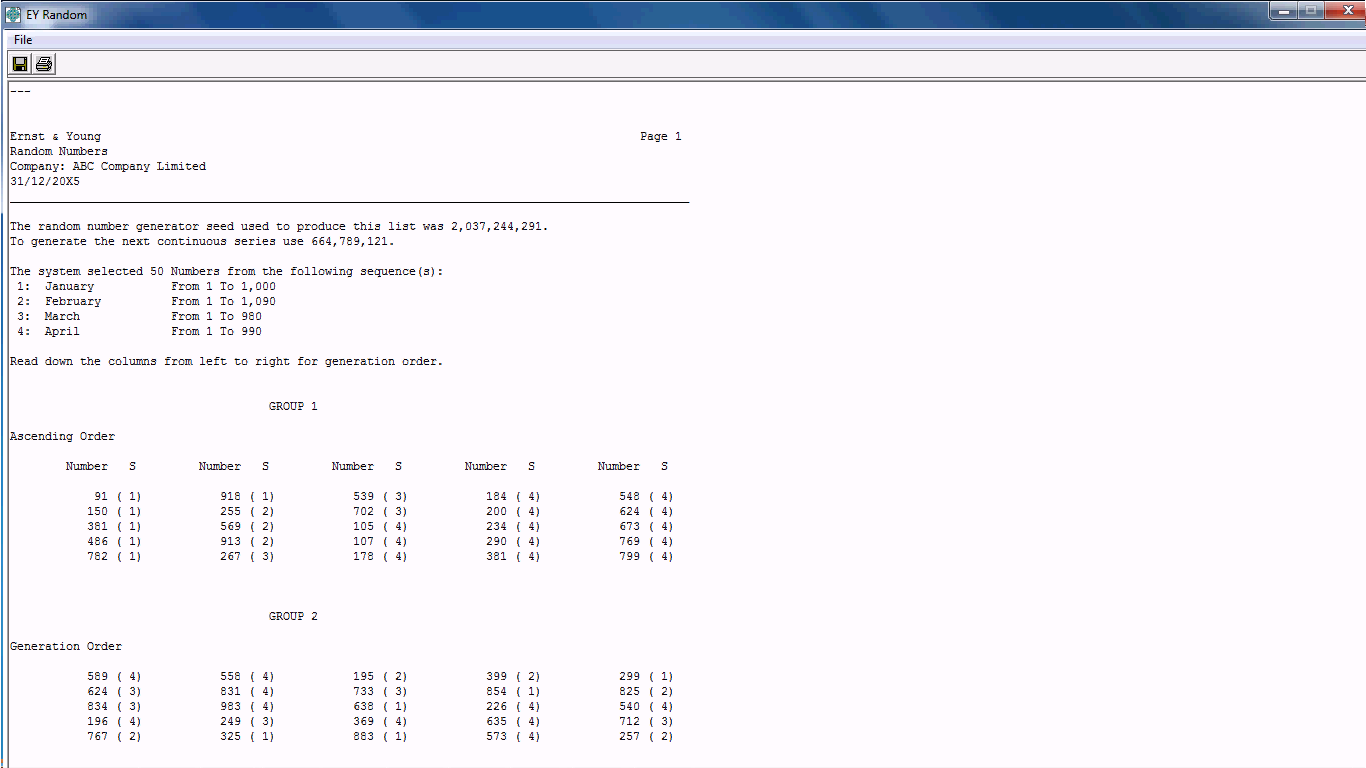 EY Random
File
---
Ernst & Young Page 1
Random Numbers
Company: ABC Company Limited
31/12/20X5
The random number generator seed used to produce this list was 2,037,244,291.
To generate the next continuous series use 664,789,121.
The system selected 50 Numbers from the following sequence(s):
1: January From 1 To 1,000
2: February From 1 To 1,090
3: March From 1 To 980
4: April From 1 To 990
Read down the columns from left to right for generation order.
GROUP 1
Ascending Order
Number S Number S Number S Number S Number S
91 ( 1) 918 ( 1) 539 ( 3) 184 ( 4) 548 ( 4)
150 ( 1) 255 ( 2) 702 ( 3) 200 ( 4) 624 ( 4)
381 ( 1) 569 ( 2) 105 ( 4) 234 ( 4) 673 ( 4)
486 ( 1) 913 ( 2) 107 ( 4) 290 ( 4) 769 ( 4)
782 ( 1) 267 ( 3) 178 ( 4) 381 ( 4) 799 ( 4)
GROUP 2
Generation Order
589 ( 4) 558 ( 4) 195 ( 2) 399 ( 2) 299 ( 1)
624 ( 3) 831 ( 4) 733 ( 3) 854 ( 1) 825 ( 2)
834 ( 3) 983 ( 4) 638 ( 1) 226 ( 4) 540 ( 4)
196 ( 4) 249 ( 3) 369 ( 4) 635 ( 4) 712 ( 3)
767 ( 2) 325 ( 1) 883 ( 1) 573 ( 4) 257 ( 2)